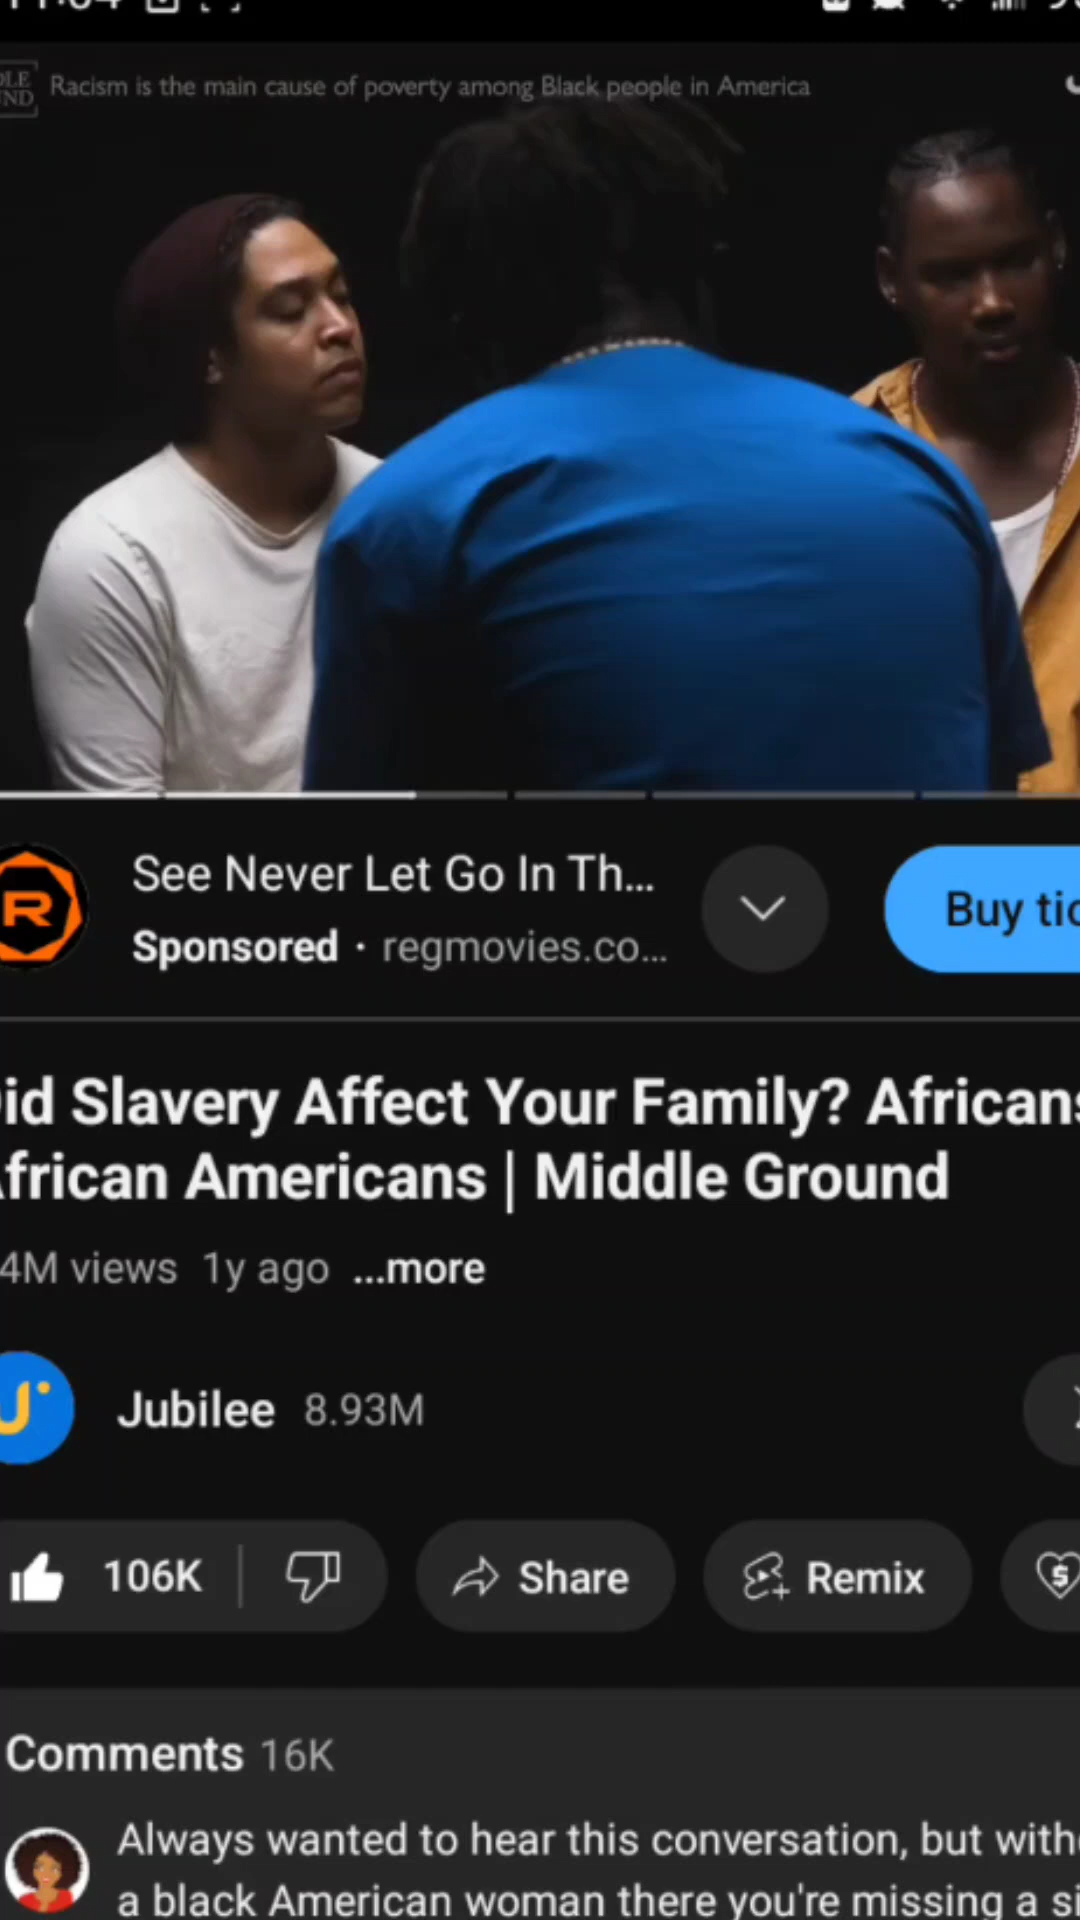 Racism is the main cause of poverty among Black people in America
R
See Never Let Go In Th...
Sponsored · regmovies.co...
Buy tic
id Slavery Affect Your Family? Africans
frican Americans | Middle Ground
4M views 1y ago ...more
Jubilee 8.93M
106K Share Remix
Comments 16K
Always wanted to hear this conversation, but with
a black American woman there you're missing a si